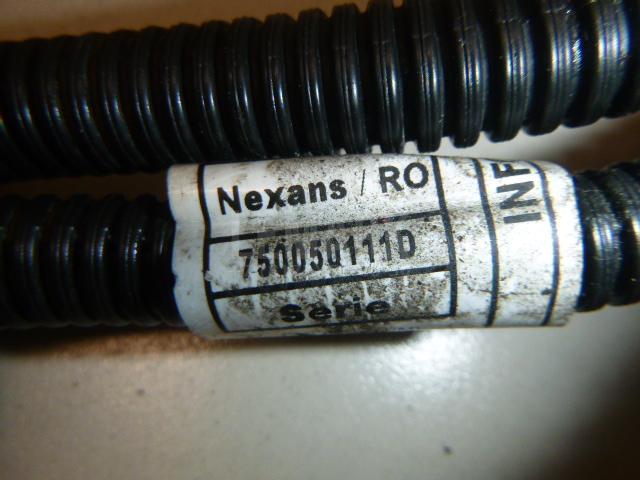 Nexans / RO
750050111D
Serie
INF